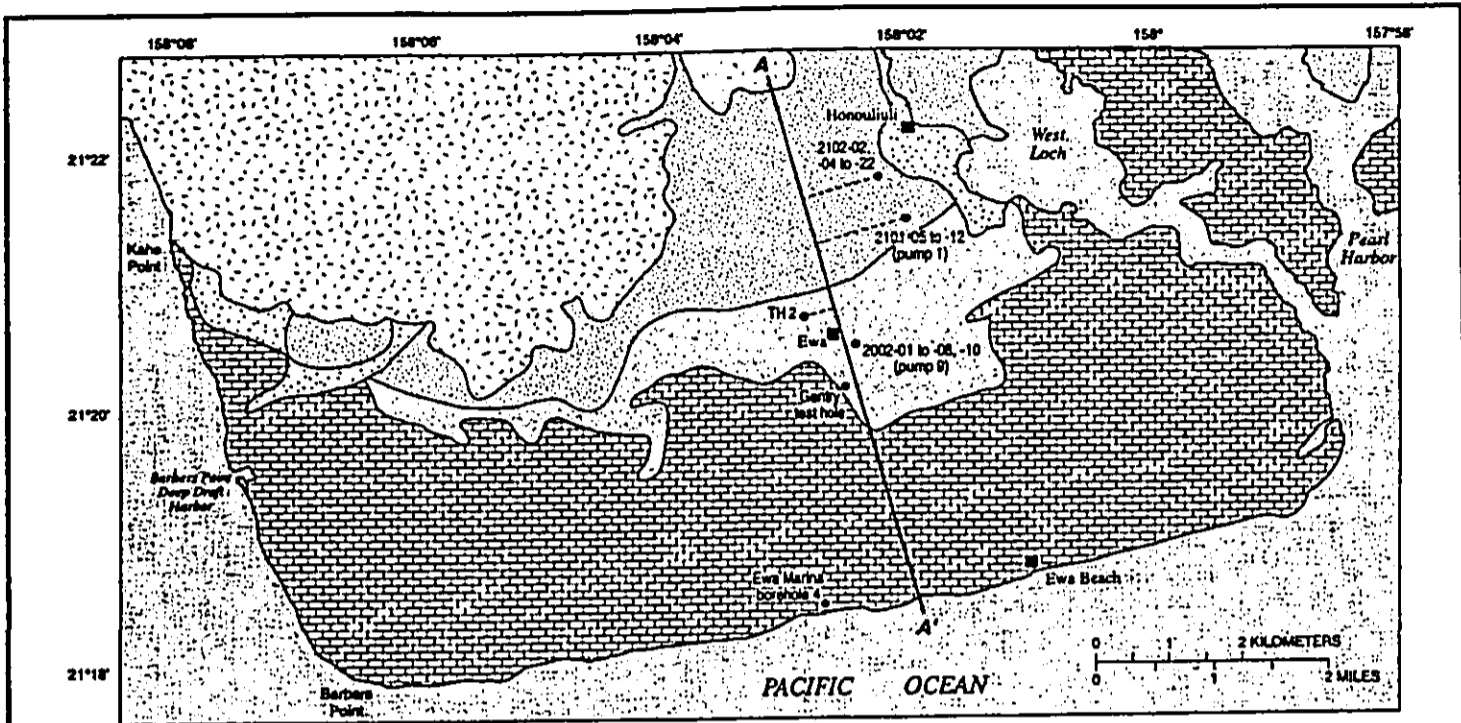 158°08' 158°06' 158°04' 158°02' 158° 157°58'
A
Honouliuli
2102-02,
-04 to -22
West
Loch
21°22'
2101-05 to -12
(pump 1)
Kahe
Point
Pearl
Harbor
TH 2
Ewa
2002-01 to -08, -10
(pump 9)
Gentry
test hole
21°20'
Barbers Point
Deep Draft
Harbor
Ewa Marina
borehole 4
Ewa Beach
A'
0 1 2 KILOMETERS
0 1 2 MILES
21°18'
Barbers
Point
PACIFIC OCEAN